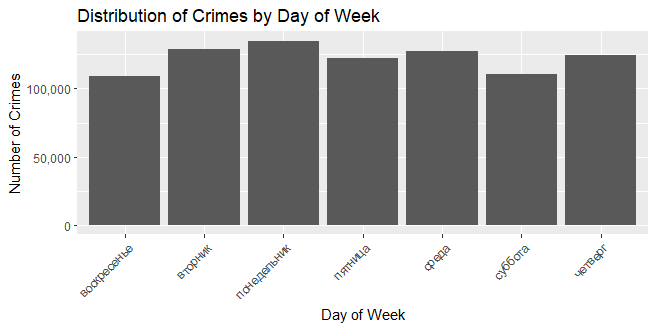 Distribution of Crimes by Day of Week
Number of Crimes
100,000
50,000
0
воскресенье
вторник
понедельник
пятница
среда
суббота
четверг
Day of Week